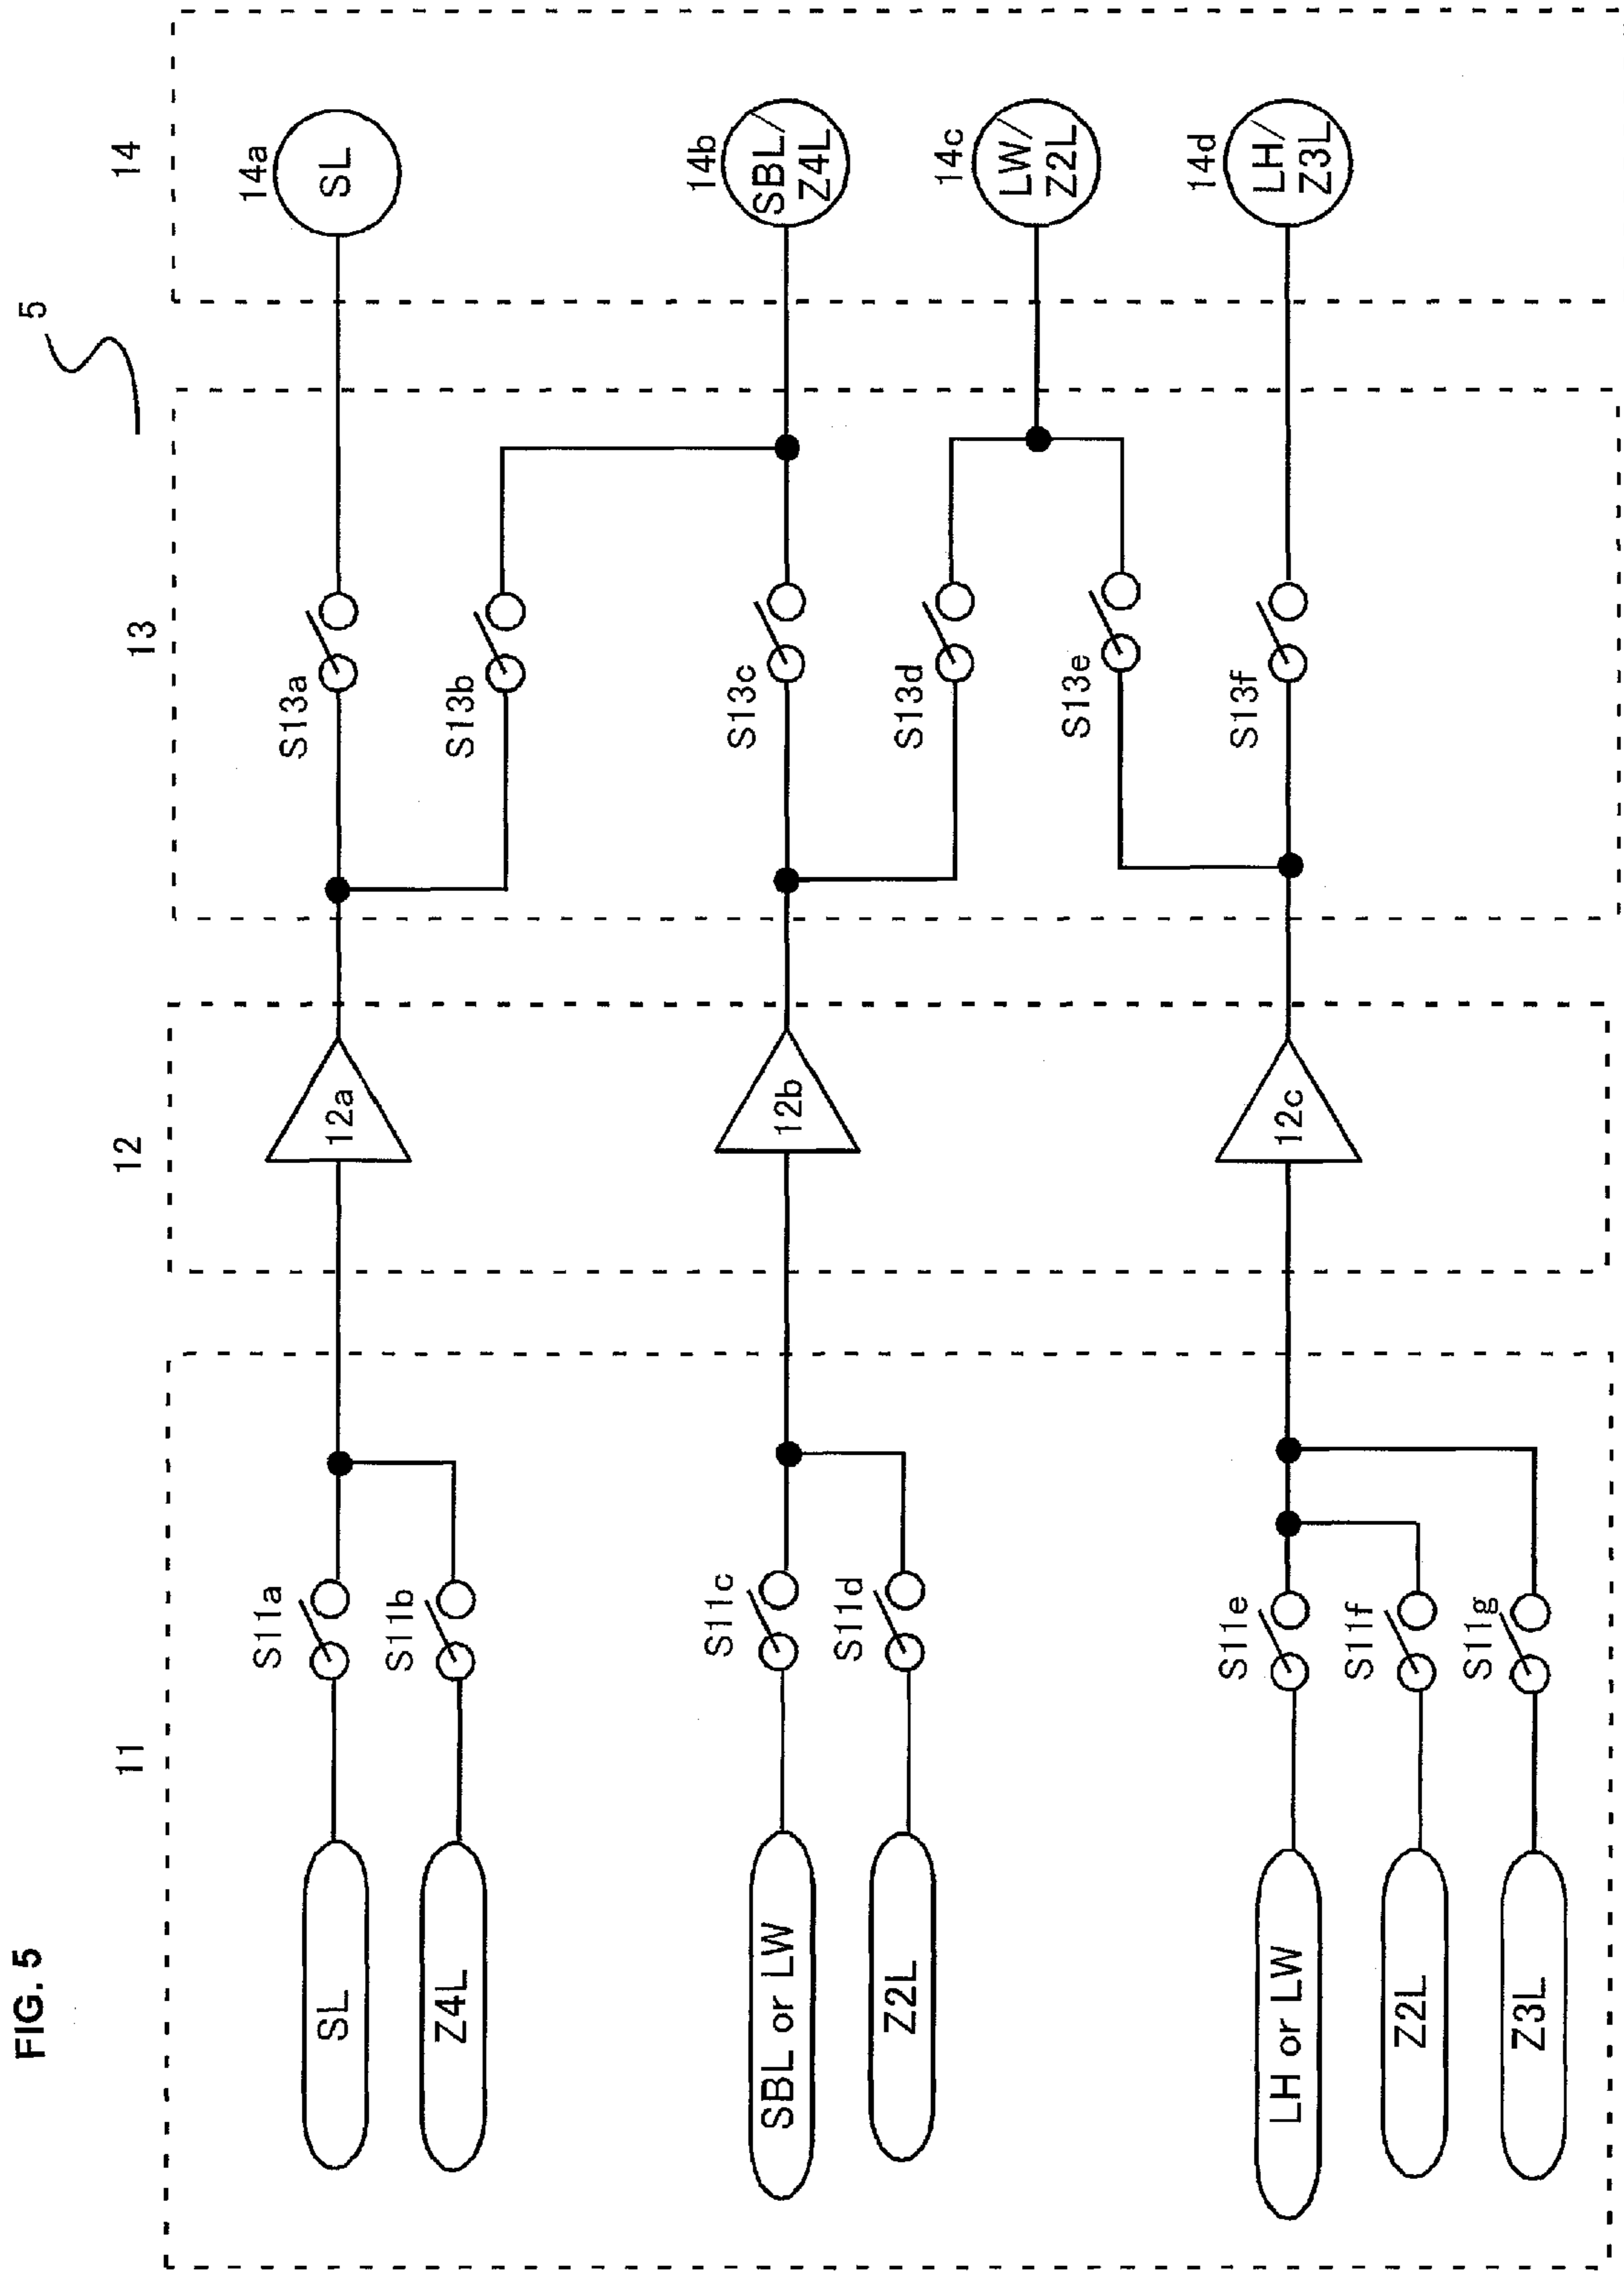 FIG. 5
5
11
12
13
14
SL
S11a
12a
S13a
14a
SL
Z4L
S11b
S13b
SBL or LW
S11c
12b
S13c
14b
SBL/
Z4L
Z2L
S11d
S13d
14c
LW/
Z2L
S13e
LH or LW
S11e
12c
S13f
14d
LH/
Z3L
Z2L
S11f
Z3L
S11g